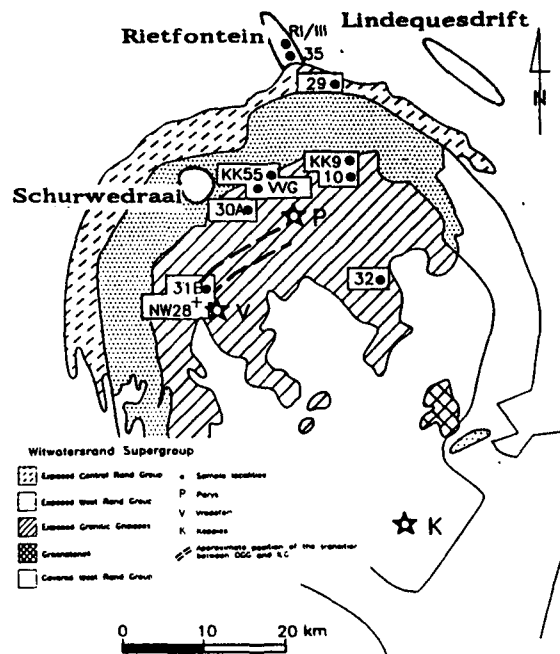 Rietfontein
Lindequesdrift
RI/III
35
29
N
KK9
10
KK55
VVG
Schurwedraai
30A
P
31B
32
NW28
V
Witwatersrand Supergroup
Exposed Central Rand Group
Exposed West Rand Group
Exposed Granitic Gneisses
Greenstones
Covered West Rand Group
Sample localities
P Parys
V Vredefort
K Koppies
Approximate position of the transition
between OGG and ILC
K
0 10 20 km